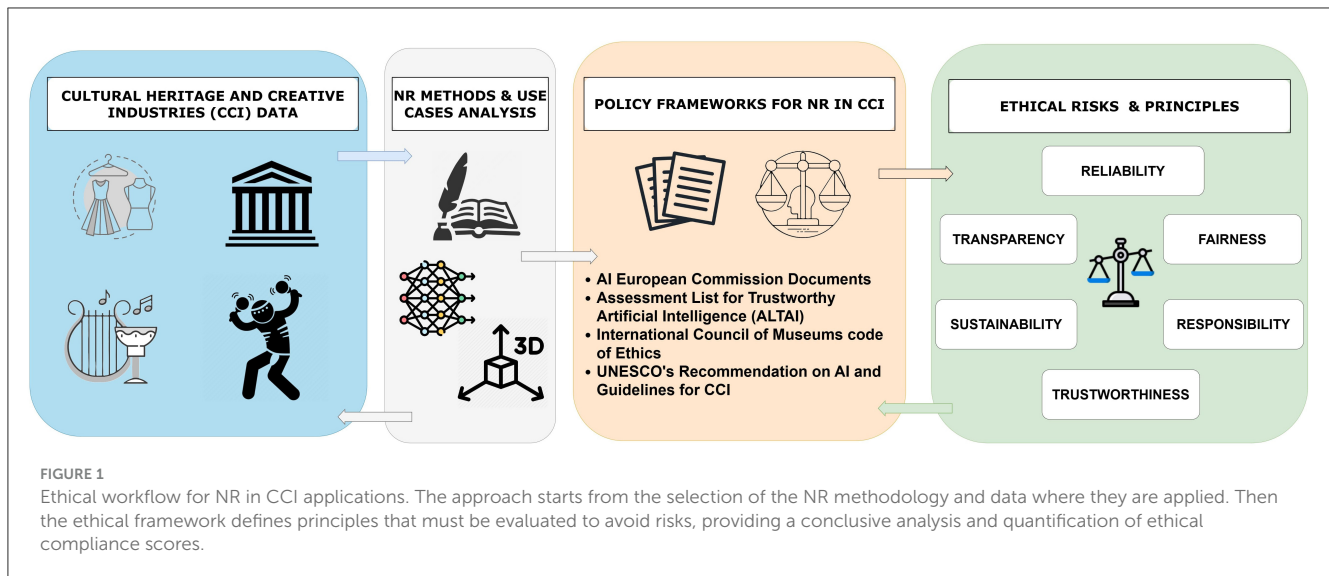 CULTURAL HERITAGE AND CREATIVE
INDUSTRIES (CCI) DATA
NR METHODS & USE
CASES ANALYSIS
3D
POLICY FRAMEWORKS FOR NR IN CCI
• AI European Commission Documents
• Assessment List for Trustworthy
Artificial Intelligence (ALTAI)
• International Council of Museums code
of Ethics
• UNESCO's Recommendation on AI and
Guidelines for CCI
ETHICAL RISKS & PRINCIPLES
RELIABILITY
TRANSPARENCY
FAIRNESS
SUSTAINABILITY
RESPONSIBILITY
TRUSTWORTHINESS
FIGURE 1
Ethical workflow for NR in CCI applications. The approach starts from the selection of the NR methodology and data where they are applied. Then
the ethical framework defines principles that must be evaluated to avoid risks, providing a conclusive analysis and quantification of ethical
compliance scores.